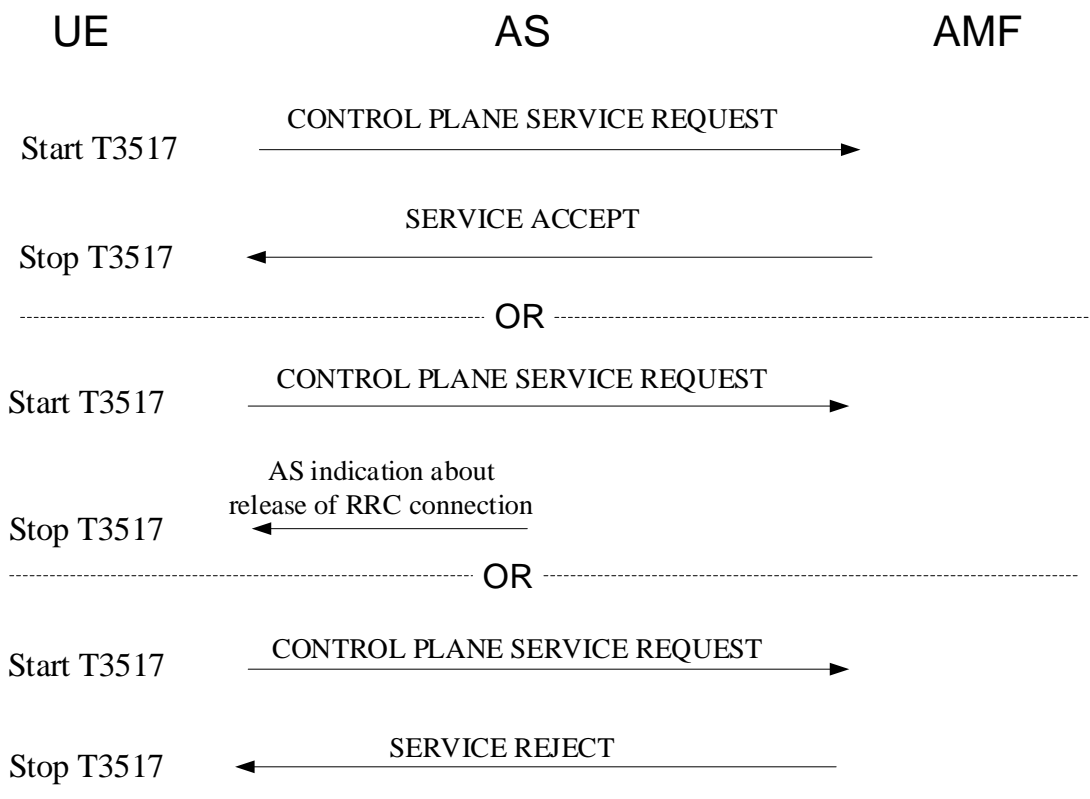 UE AS AMF
CONTROL PLANE SERVICE REQUEST
Start T3517
SERVICE ACCEPT
Stop T3517
OR
CONTROL PLANE SERVICE REQUEST
Start T3517
AS indication about
release of RRC connection
Stop T3517
OR
CONTROL PLANE SERVICE REQUEST
Start T3517
SERVICE REJECT
Stop T3517